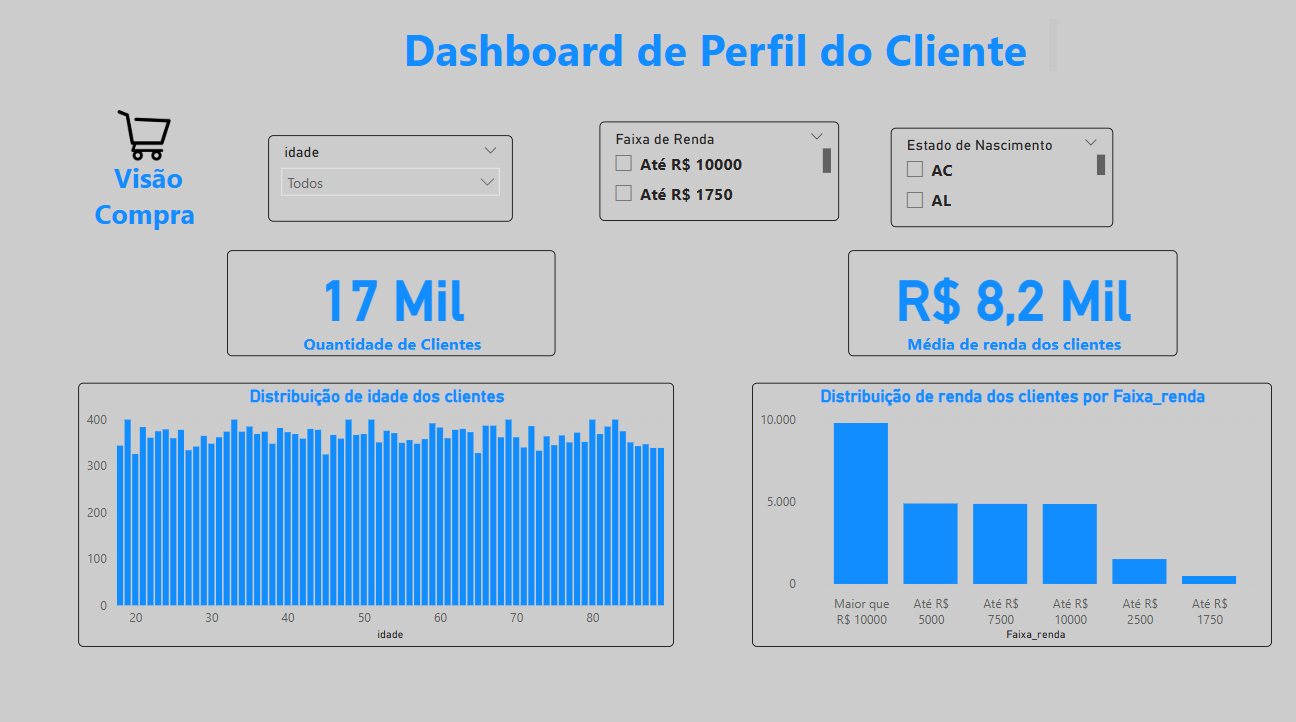 Dashboard de Perfil do Cliente
Visão
Compra
idade
Todos
Faixa de Renda
Até R$ 10000
Até R$ 1750
Estado de Nascimento
AC
AL
17 Mil
Quantidade de Clientes
R$ 8,2 Mil
Média de renda dos clientes
Distribuição de idade dos clientes
400
300
200
100
0
20 30 40 50 60 70 80
idade
Distribuição de renda dos clientes por Faixa_renda
10.000
5.000
0
Maior que Até R$ Até R$ Até R$ Até R$ Até R$
R$ 10000 5000 7500 10000 2500 1750
Faixa_renda